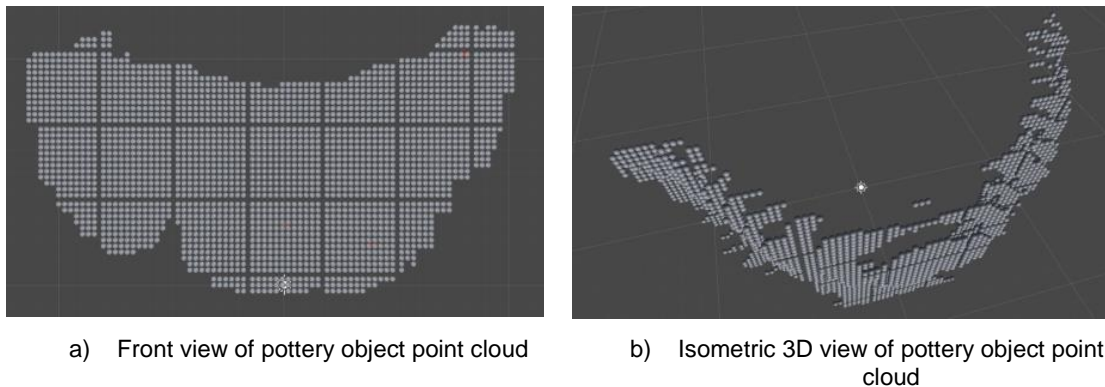 a) Front view of pottery object point cloud
b) Isometric 3D view of pottery object point
cloud